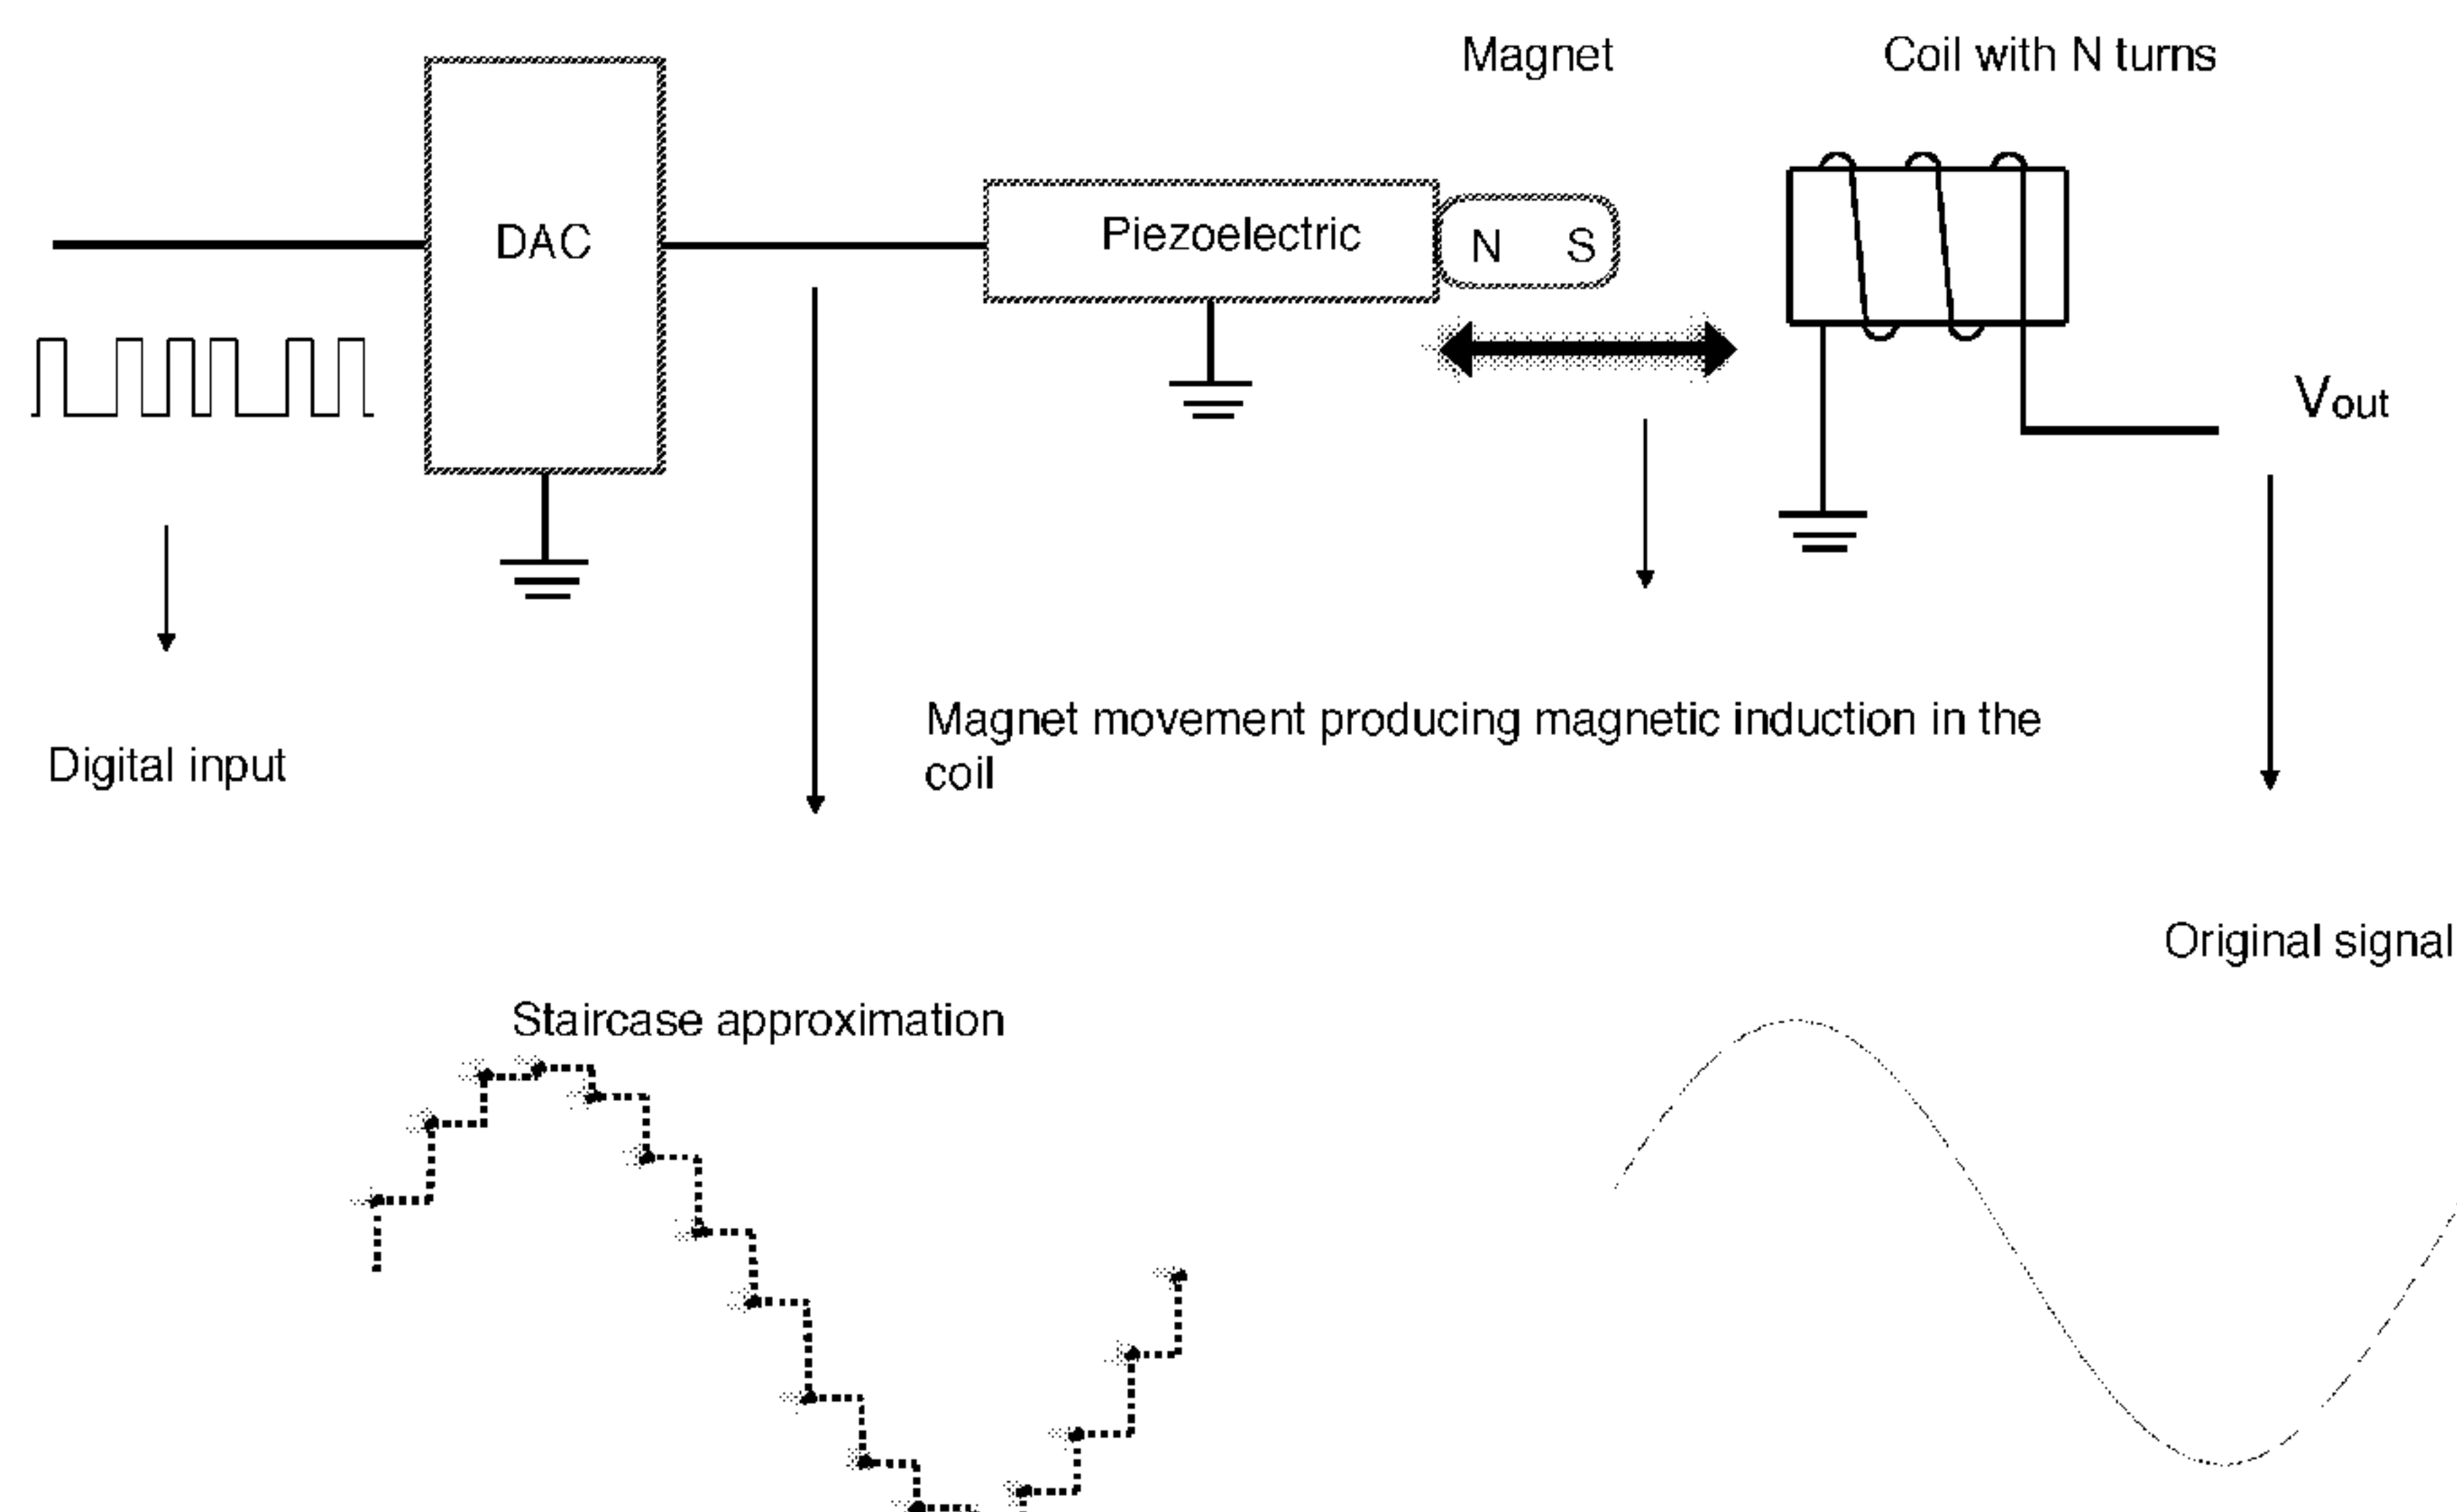 Magnet
Coil with N turns
DAC
Piezoelectric
N S
Vout
Magnet movement producing magnetic induction in the
coil
Digital input
Original signal
Staircase approximation